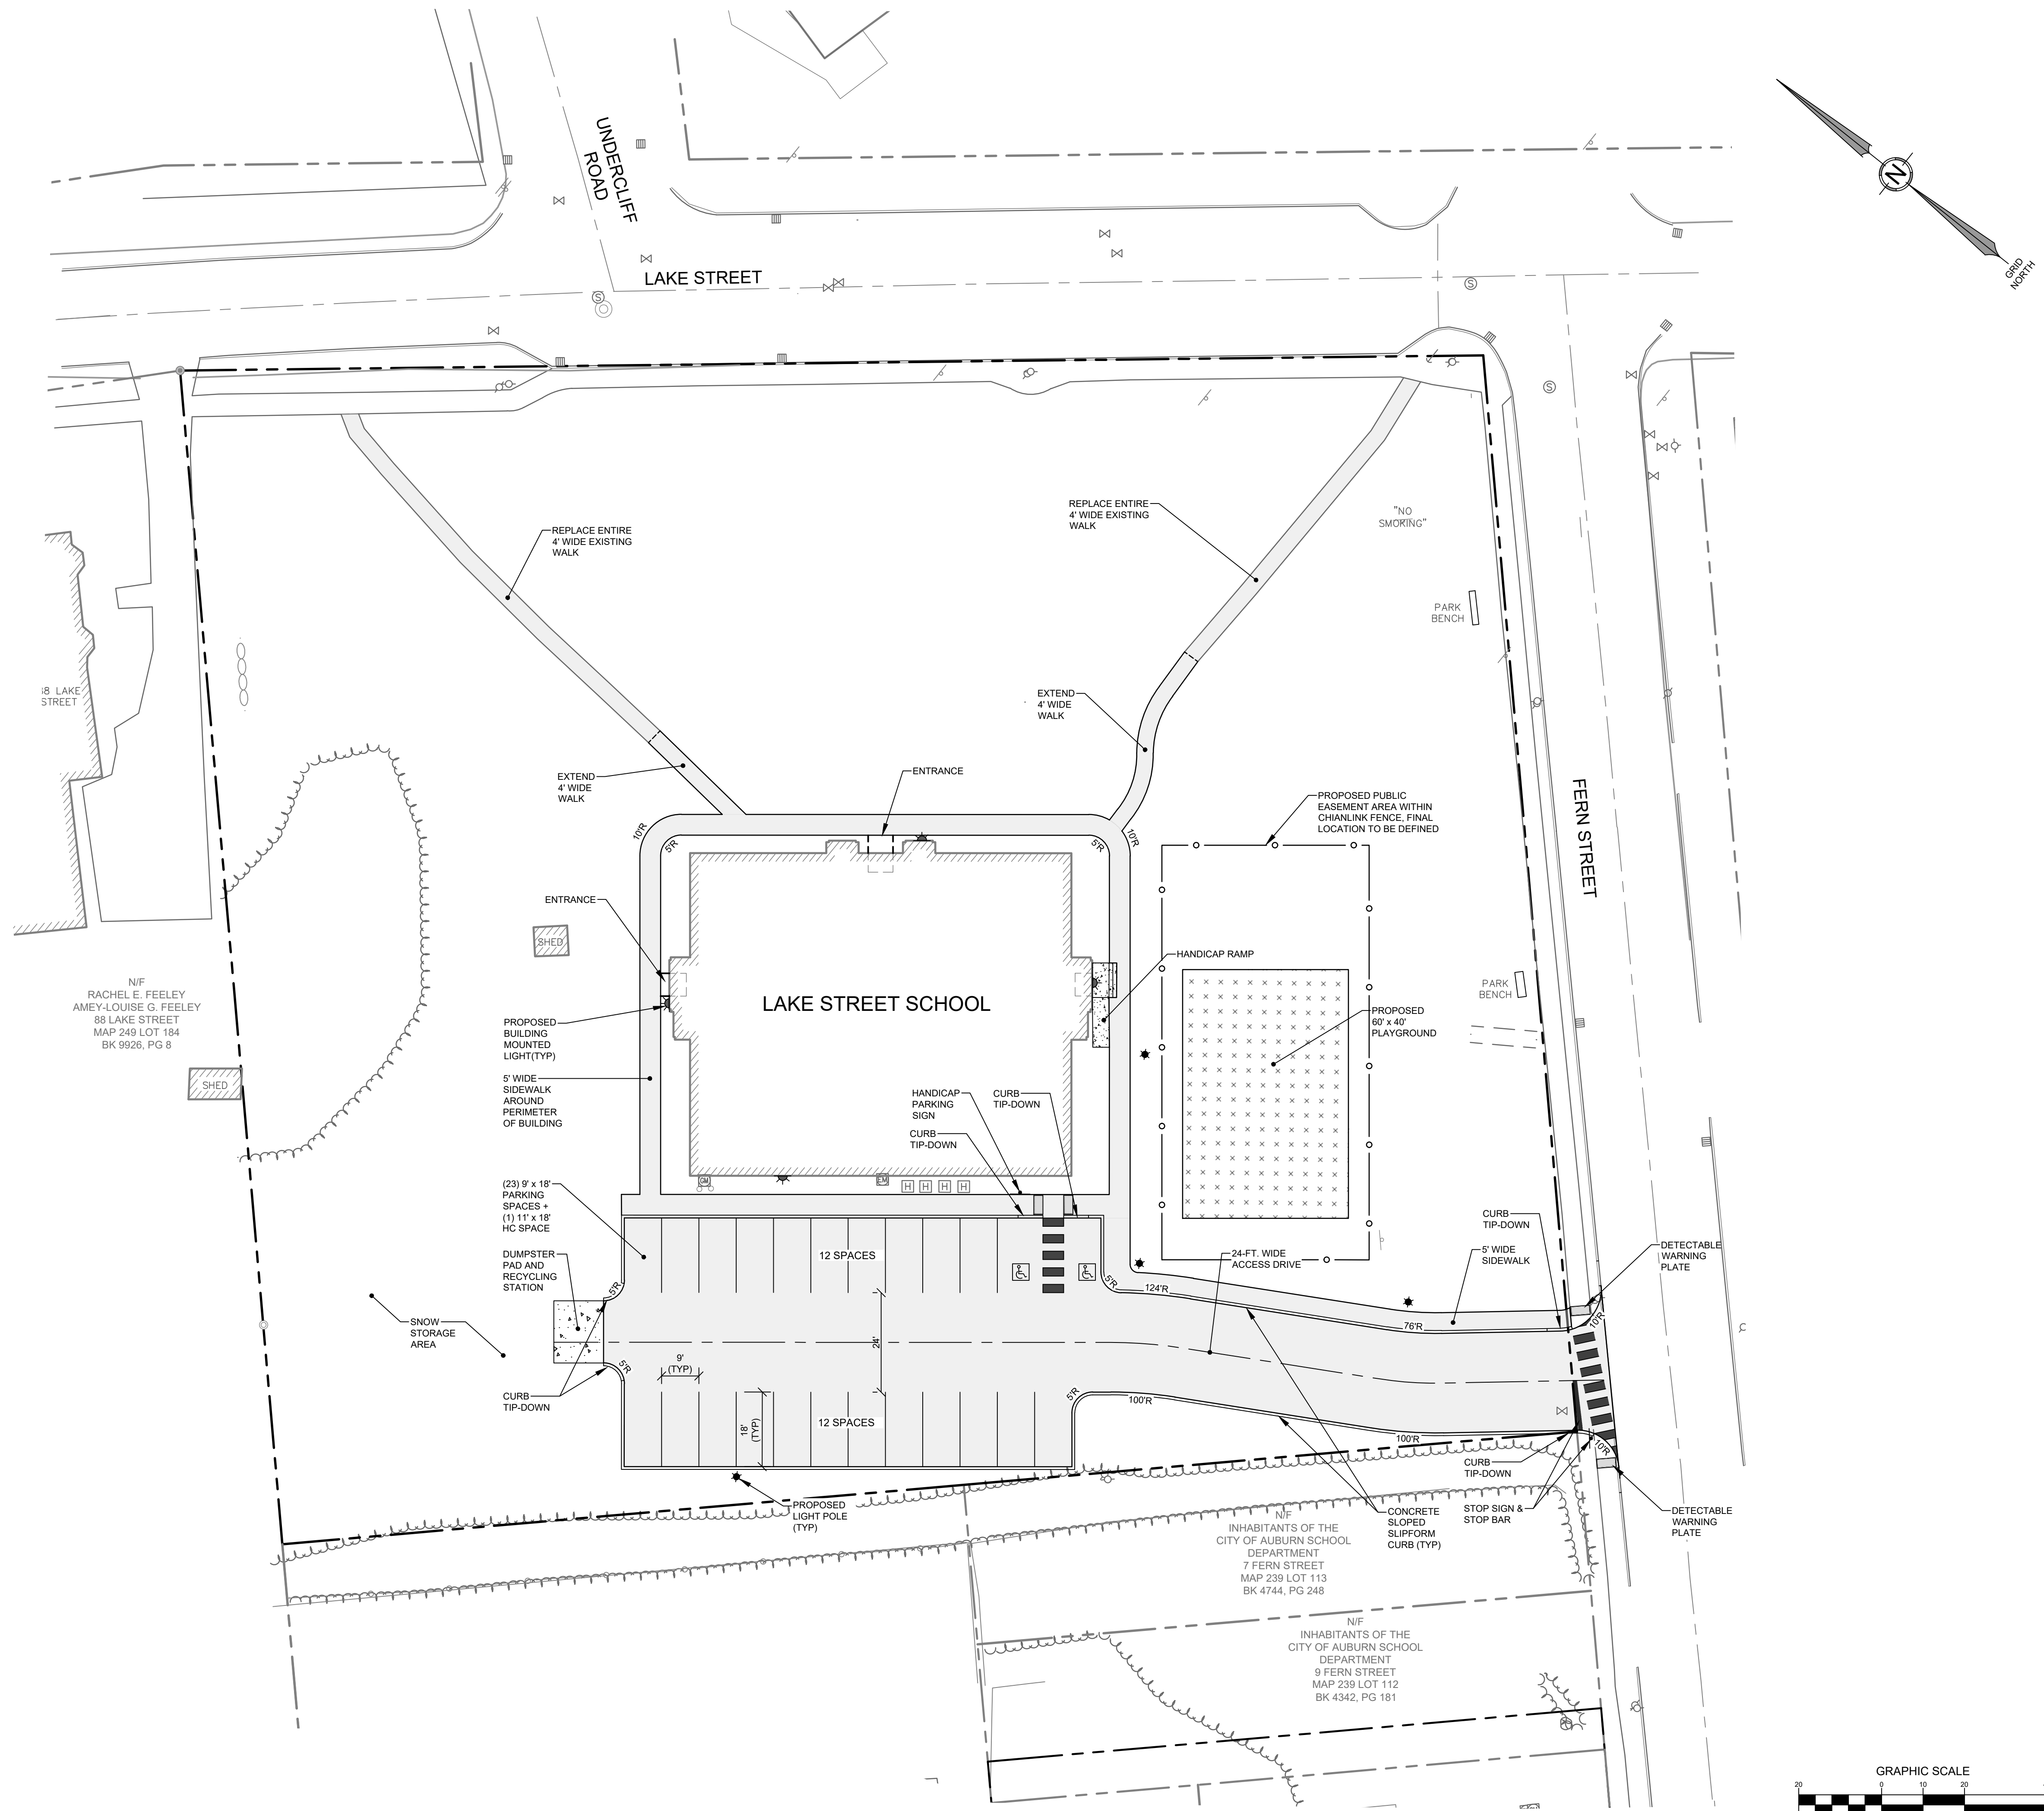 UNDERCLIFF
ROAD
LAKE STREET
N
GRID
NORTH
S
S
S
REPLACE ENTIRE
4' WIDE EXISTING
WALK
REPLACE ENTIRE
4' WIDE EXISTING
WALK
"NO
SMOKING"
PARK
BENCH
LAKE
STREET
EXTEND
4' WIDE
WALK
EXTEND
4' WIDE
WALK
ENTRANCE
PROPOSED PUBLIC
EASEMENT AREA WITHIN
CHIANLINK FENCE, FINAL
LOCATION TO BE DEFINED
FERN STREET
10'R
5'R
5'R
10'R
ENTRANCE
SHED
HANDICAP RAMP
LAKE STREET SCHOOL
N/F
RACHEL E. FEELEY
AMEY-LOUISE G. FEELEY
88 LAKE STREET
MAP 249 LOT 184
BK 9926, PG 8
PARK
BENCH
PROPOSED
60' x 40'
PLAYGROUND
PROPOSED
BUILDING
MOUNTED
LIGHT(TYP)
SHED
5' WIDE
SIDEWALK
AROUND
PERIMETER
OF BUILDING
HANDICAP
PARKING
SIGN
CURB
TIP-DOWN
CURB
TIP-DOWN
GM
EM
H
H
H
H
(23) 9' x 18'
PARKING
SPACES +
(1) 11' x 18'
HC SPACE
DUMPSTER
PAD AND
RECYCLING
STATION
12 SPACES
24-FT. WIDE
ACCESS DRIVE
CURB
TIP-DOWN
5' WIDE
SIDEWALK
DETECTABLE
WARNING
PLATE
5'R
5'R
124'R
76'R
10'R
SNOW
STORAGE
AREA
24'
9'
(TYP)
5'R
CURB
TIP-DOWN
5'R
100'R
12 SPACES
18'
(TYP)
100'R
10'R
CURB
TIP-DOWN
PROPOSED
LIGHT POLE
(TYP)
CONCRETE
SLOPED
SLIPFORM
CURB (TYP)
STOP SIGN &
STOP BAR
DETECTABLE
WARNING
PLATE
N/F
INHABITANTS OF THE
CITY OF AUBURN SCHOOL
DEPARTMENT
7 FERN STREET
MAP 239 LOT 113
BK 4744, PG 248
N/F
INHABITANTS OF THE
CITY OF AUBURN SCHOOL
DEPARTMENT
9 FERN STREET
MAP 239 LOT 112
BK 4342, PG 181
GRAPHIC SCALE
20 0 10 20